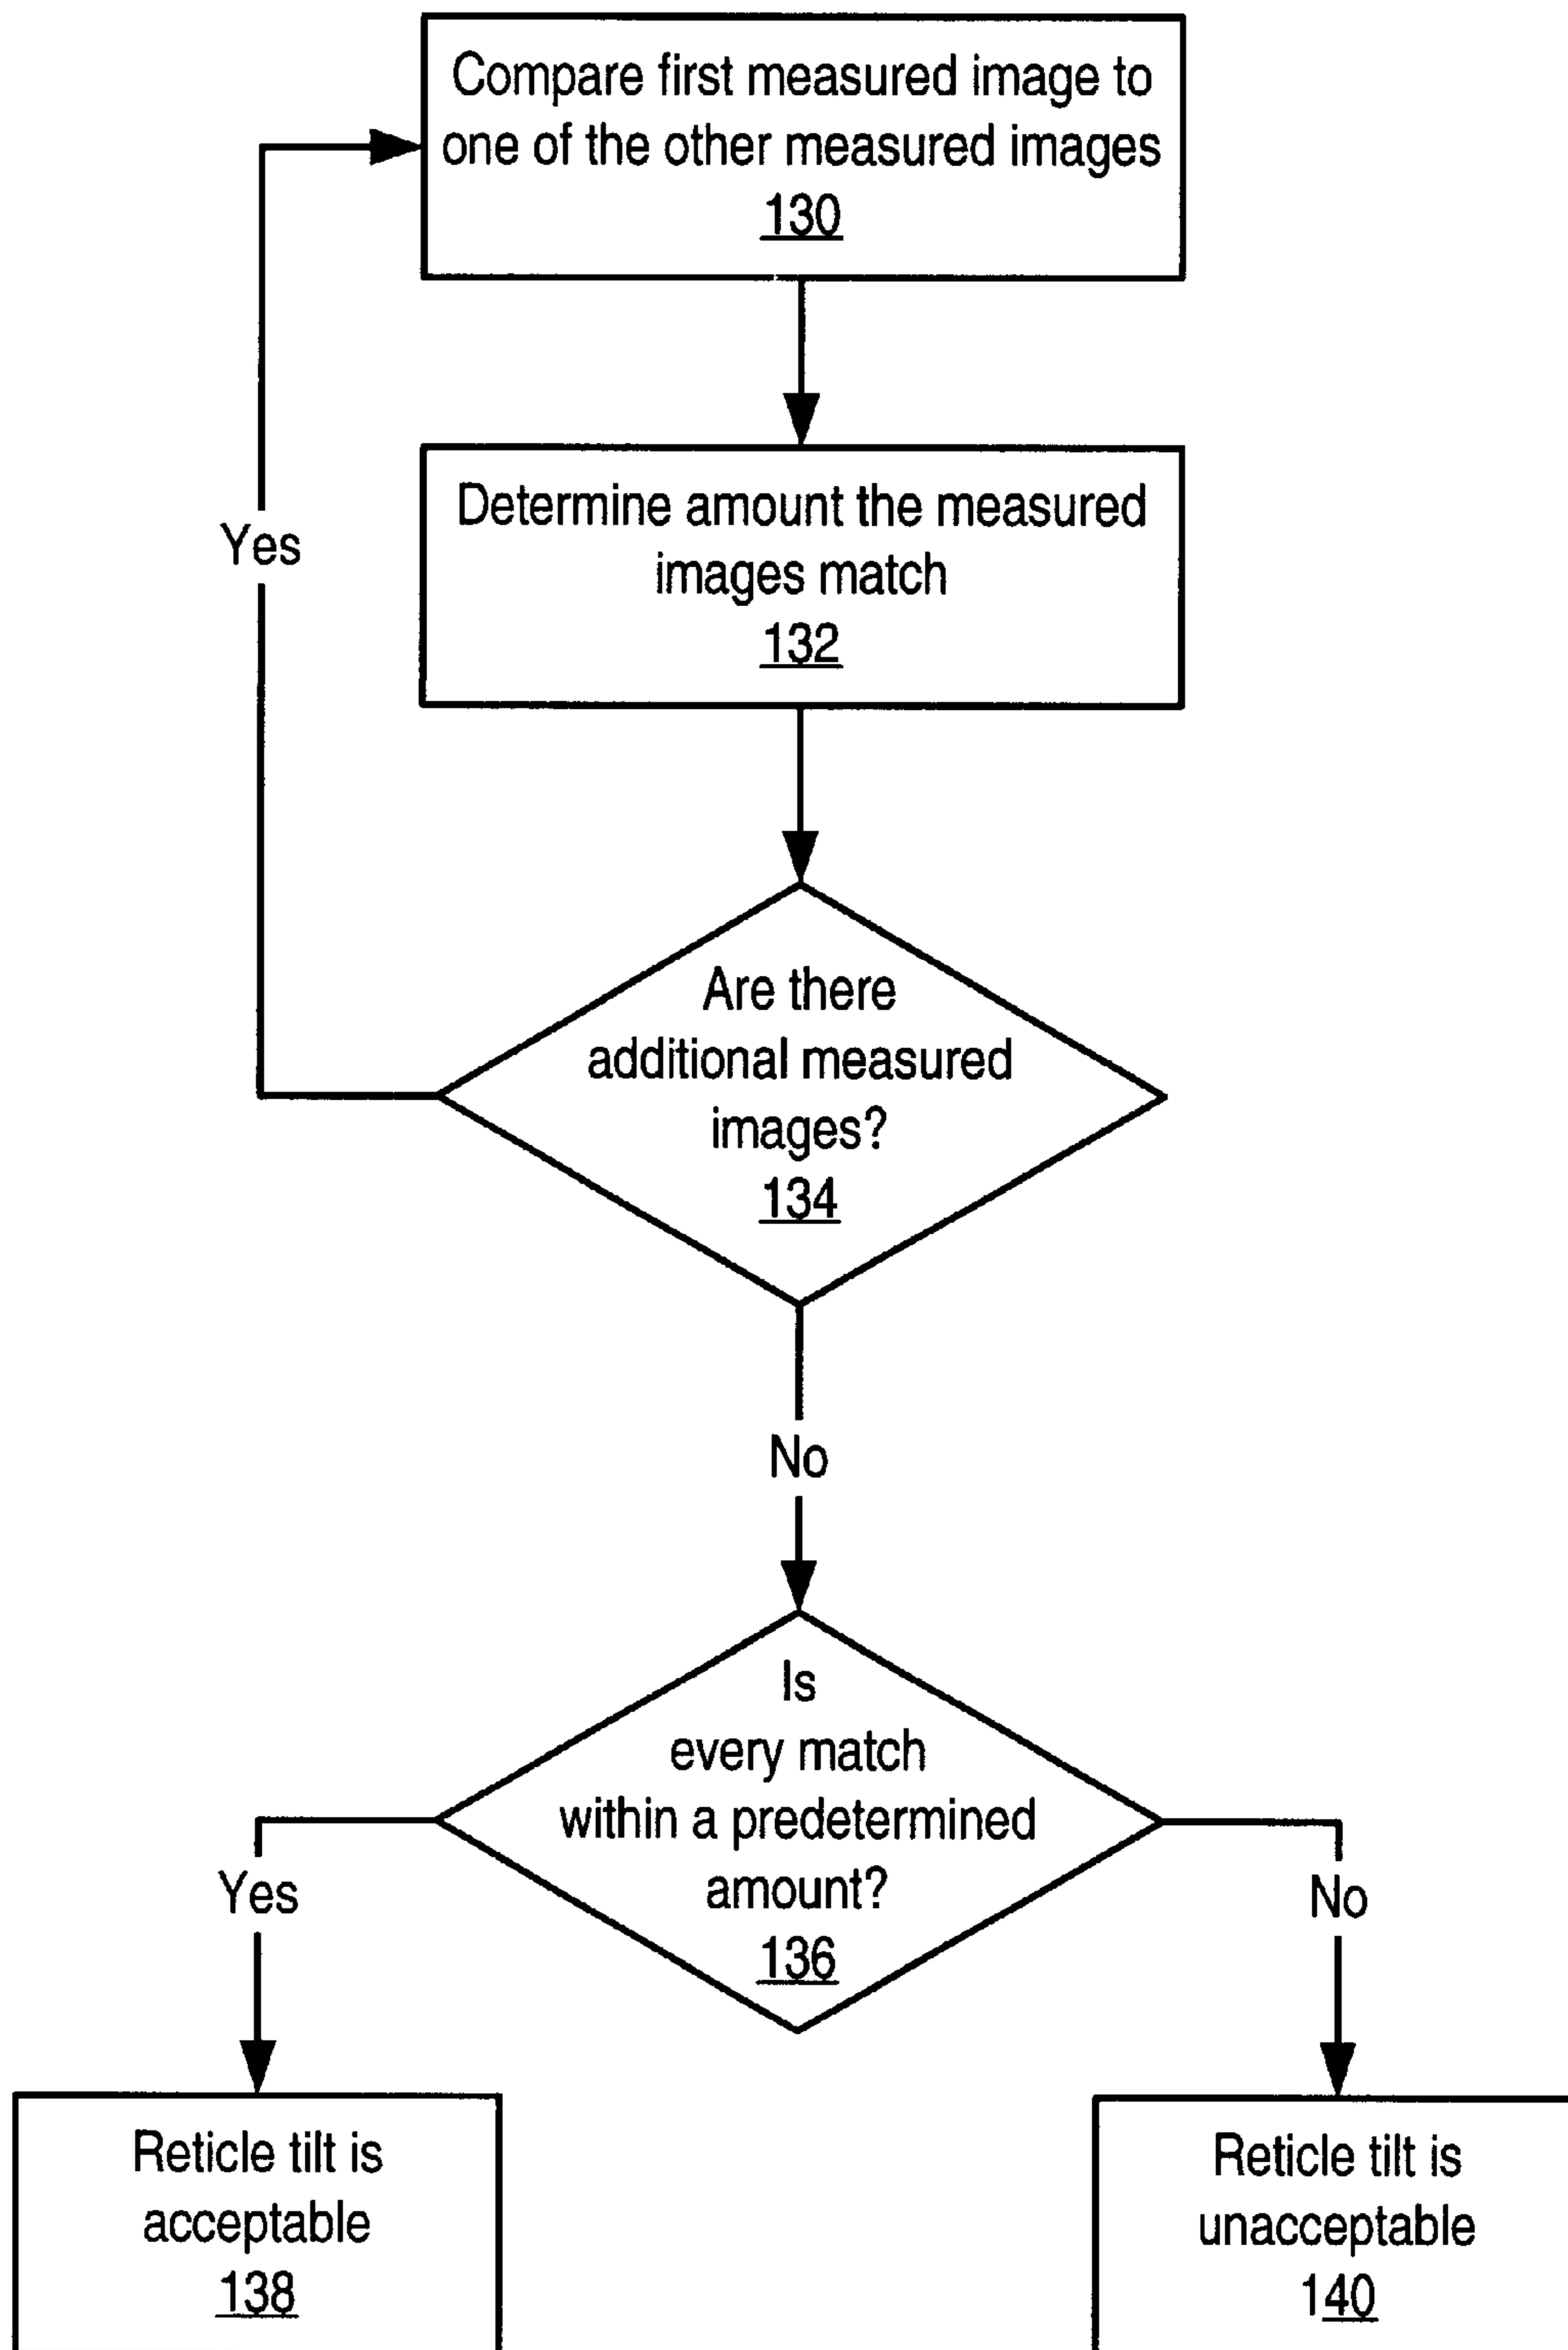 Compare first measured image to
one of the other measured images
130
Yes
Determine amount the measured
images match
132
Are there
additional measured
images?
134
No
Is
every match
within a predetermined
amount?
136
Yes
No
Reticle tilt is
acceptable
138
Reticle tilt is
unacceptable
140